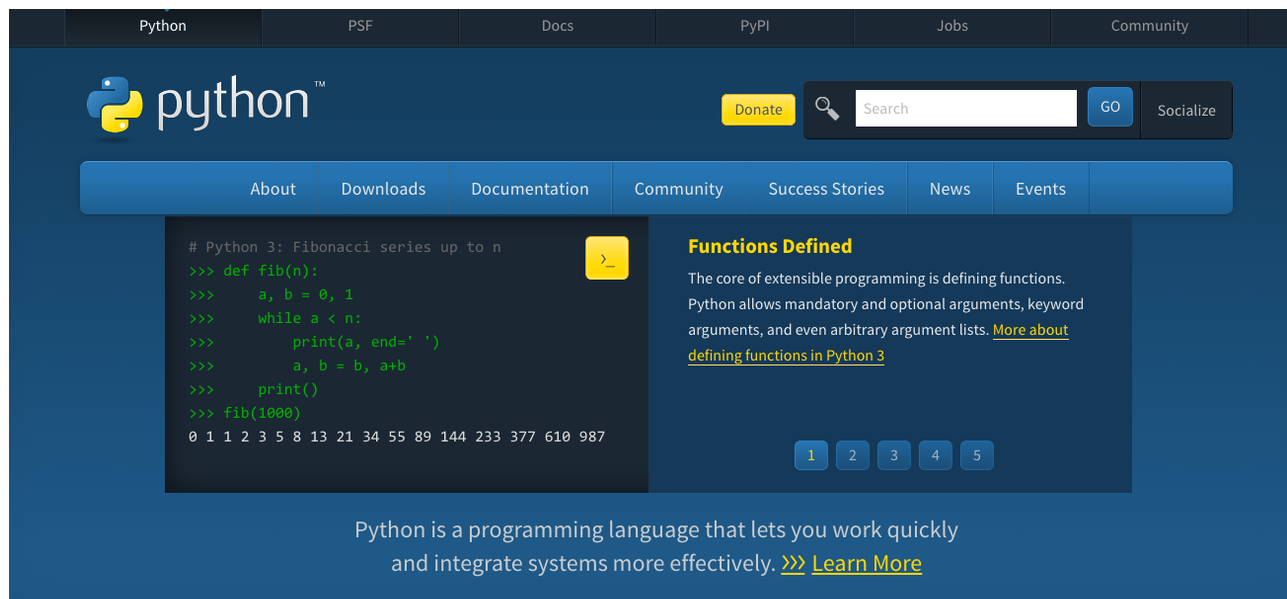 Python PSF Docs PyPI Jobs Community
python™
Donate Search GO Socialize
About Downloads Documentation Community Success Stories News Events
# Python 3: Fibonacci series up to n
>>> def fib(n):
>>>     a, b = 0, 1
>>>     while a < n:
>>>         print(a, end=' ')
>>>         a, b = b, a+b
>>>     print()
>>> fib(1000)
0 1 1 2 3 5 8 13 21 34 55 89 144 233 377 610 987
>_
Functions Defined
The core of extensible programming is defining functions.
Python allows mandatory and optional arguments, keyword
arguments, and even arbitrary argument lists. More about
defining functions in Python 3
1 2 3 4 5
Python is a programming language that lets you work quickly
and integrate systems more effectively. >>> Learn More